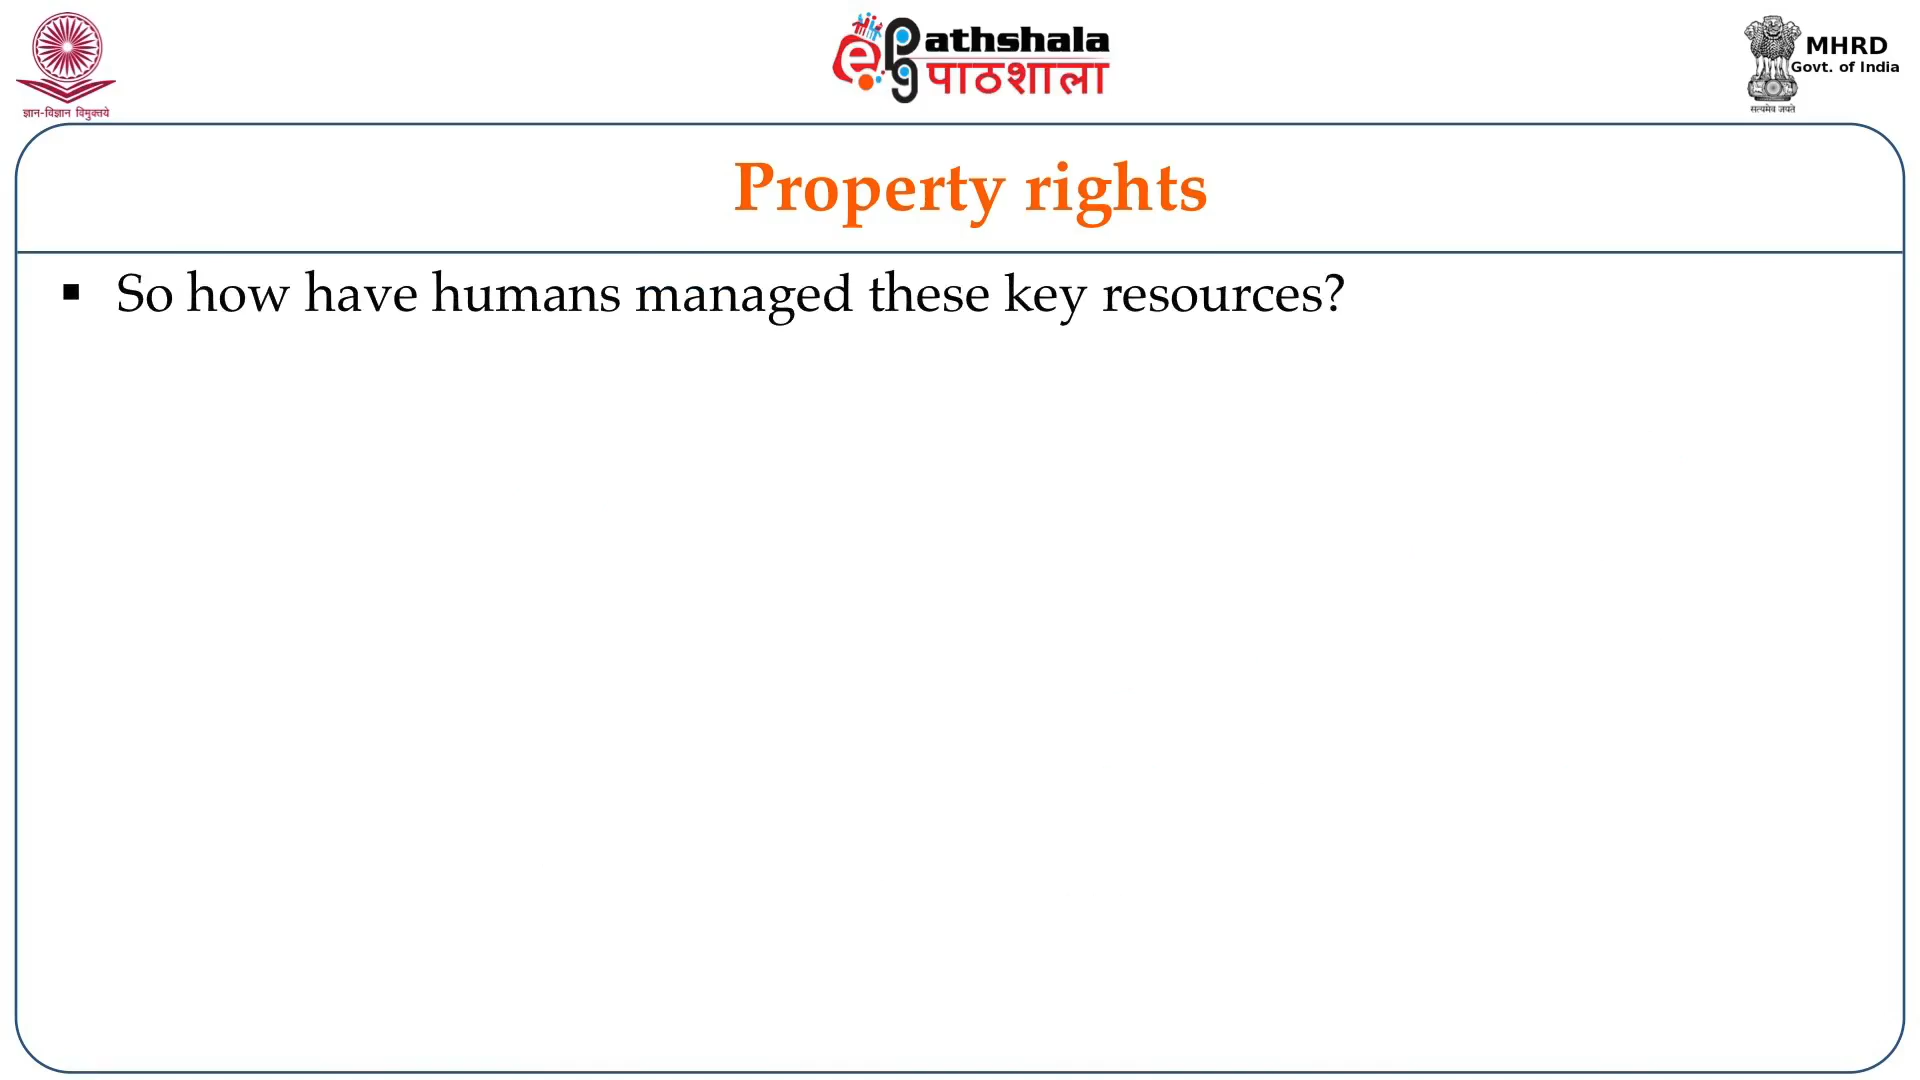 ज्ञान-विज्ञान विमुक्तये
ePathshala
पाठशाला
MHRD
Govt. of India
सत्यमेव जयते
Property rights
▪ So how have humans managed these key resources?